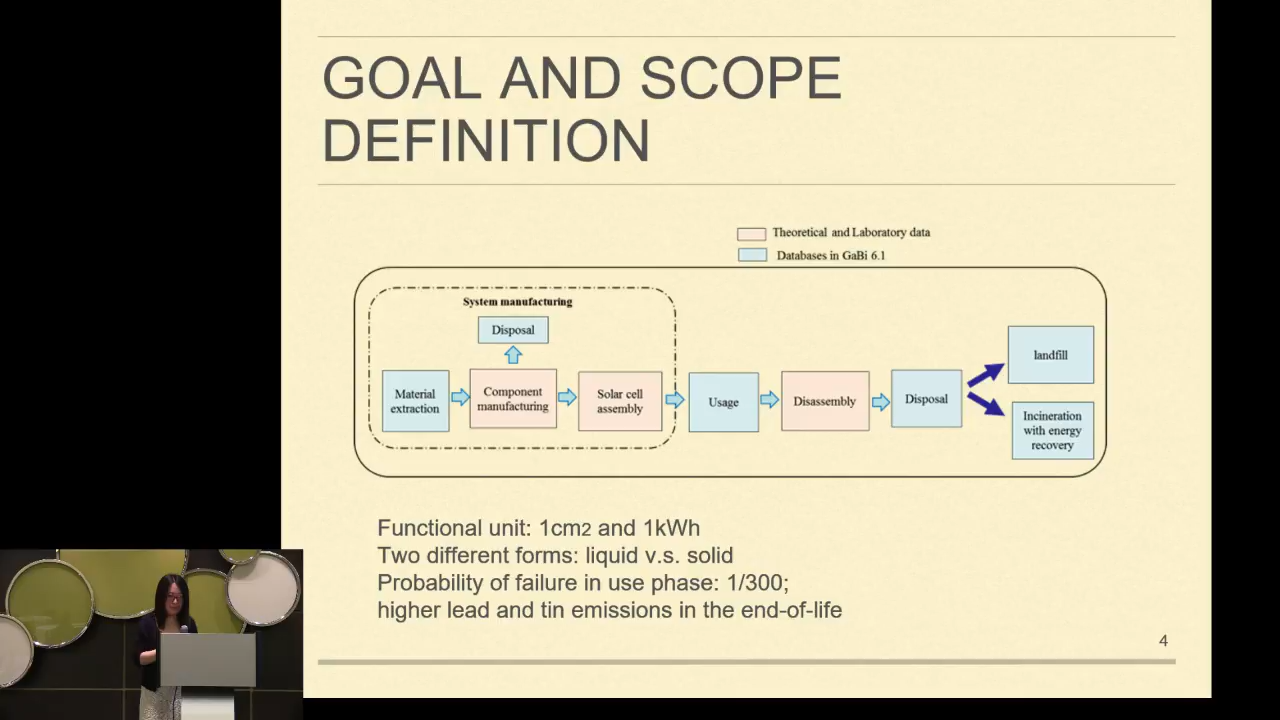 GOAL AND SCOPE
DEFINITION
Theoretical and Laboratory data
Databases in GaBi 6.1
System manufacturing
Disposal
Material
extraction
Component
manufacturing
Solar cell
assembly
Usage
Disassembly
Disposal
landfill
Incineration
with energy
recovery
Functional unit: 1cm2 and 1kWh
Two different forms: liquid v.s. solid
Probability of failure in use phase: 1/300;
higher lead and tin emissions in the end-of-life
4